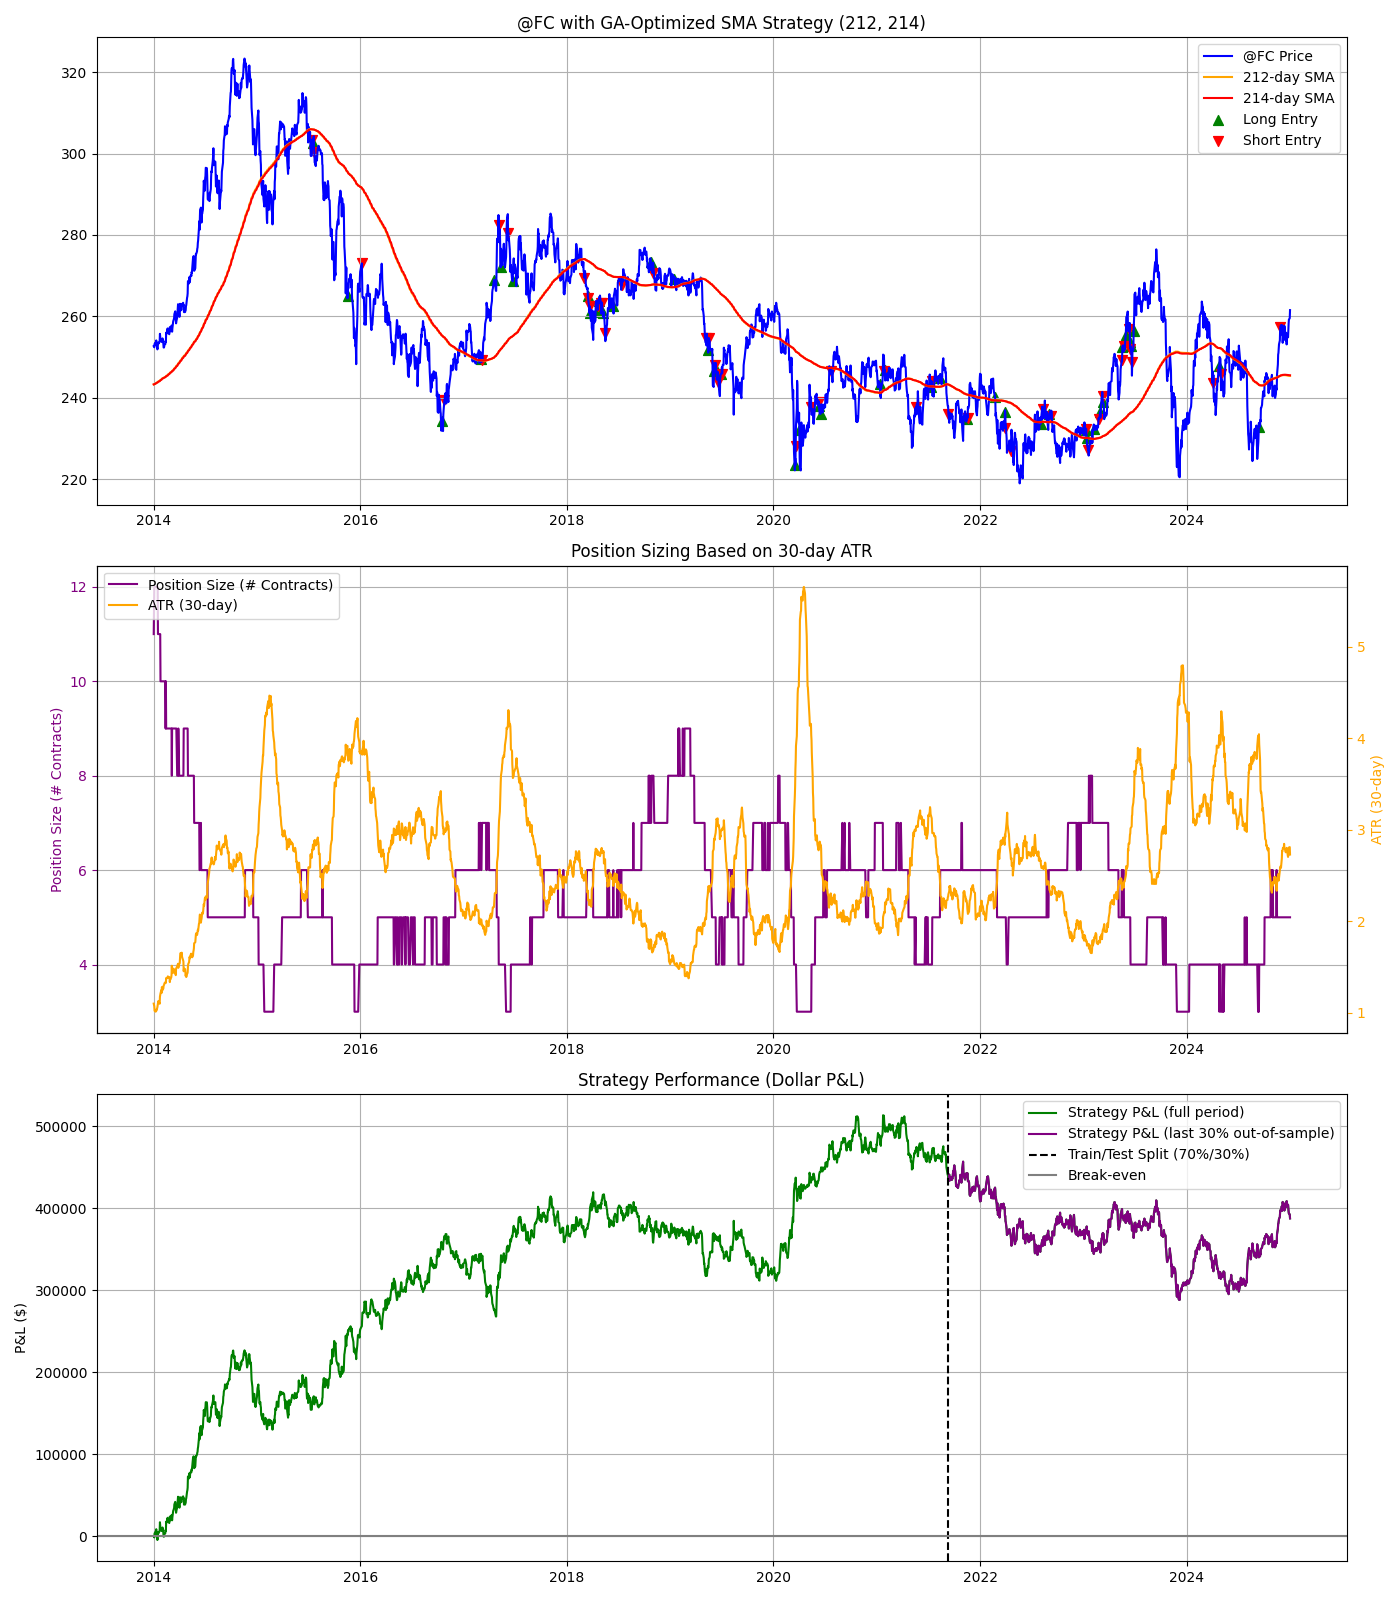 @FC with GA-Optimized SMA Strategy (212, 214)
@FC Price
212-day SMA
214-day SMA
Long Entry
Short Entry
320
300
280
260
240
220
2014
2016
2018
2020
2022
2024
Position Sizing Based on 30-day ATR
Position Size (# Contracts)
ATR (30-day)
Position Size (# Contracts)
12
10
8
6
4
5
4
3
2
1
ATR (30-day)
2014
2016
2018
2020
2022
2024
Strategy Performance (Dollar P&L)
Strategy P&L (full period)
Strategy P&L (last 30% out-of-sample)
Train/Test Split (70%/30%)
Break-even
P&L ($)
500000
400000
300000
200000
100000
0
2014
2016
2018
2020
2022
2024